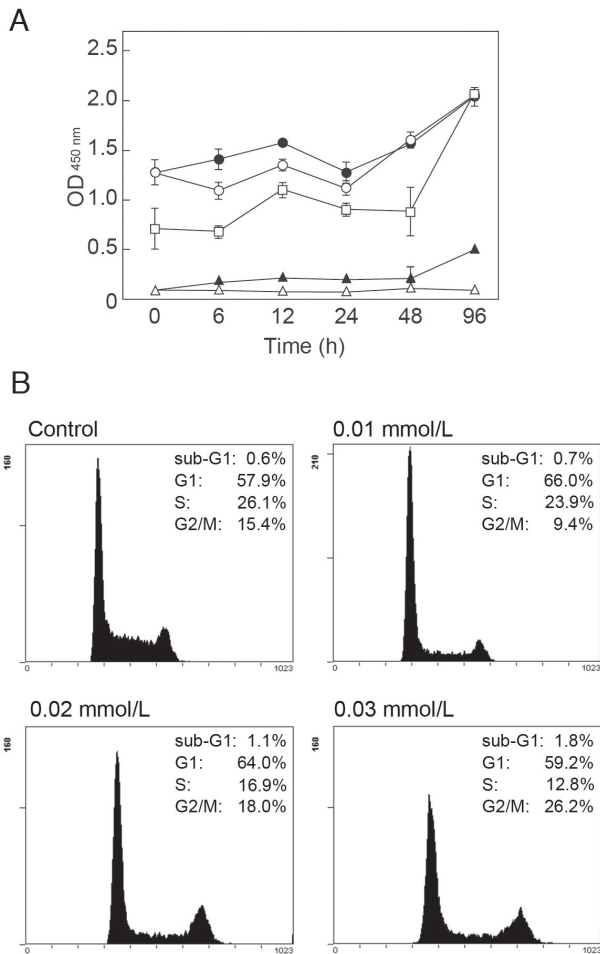 A
2.5
2.0
1.5
1.0
0.5
0
OD 450 nm
0 6 12 24 48 96
Time (h)
B
Control
160
sub-G1: 0.6%
G1: 57.9%
S: 26.1%
G2/M: 15.4%
0 1023
0.01 mmol/L
210
sub-G1: 0.7%
G1: 66.0%
S: 23.9%
G2/M: 9.4%
0 1023
0.02 mmol/L
160
sub-G1: 1.1%
G1: 64.0%
S: 16.9%
G2/M: 18.0%
0 1023
0.03 mmol/L
160
sub-G1: 1.8%
G1: 59.2%
S: 12.8%
G2/M: 26.2%
0 1023